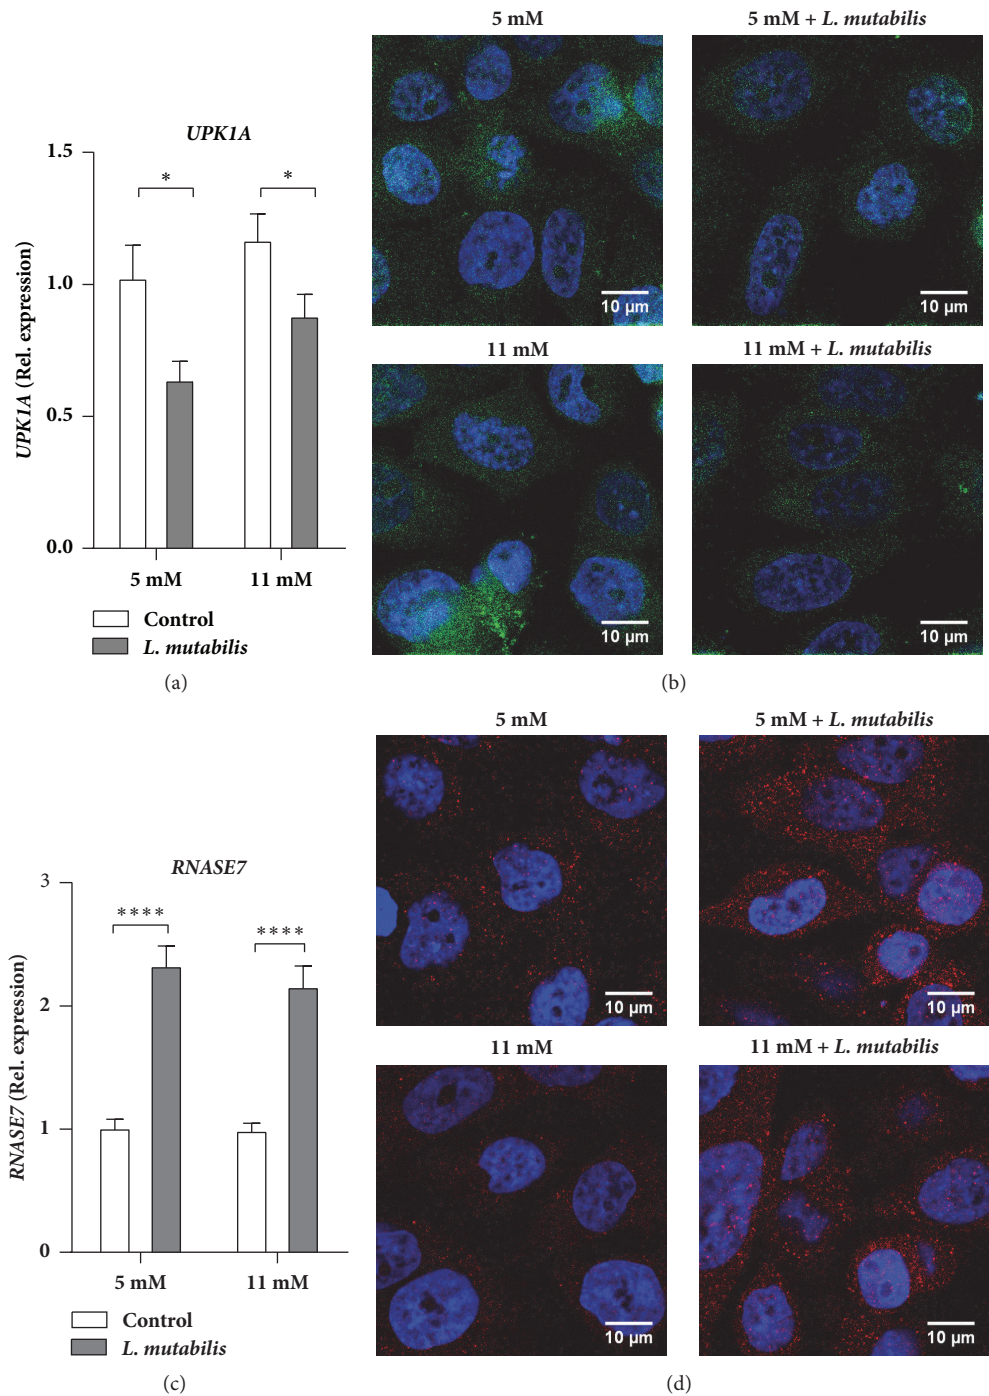 UPK1A
UPK1A (Rel. expression)
1.5
1.0
0.5
0.0
*
*
5 mM
11 mM
Control
L. mutabilis
(a)
5 mM
5 mM + L. mutabilis
10 µm
10 µm
11 mM
11 mM + L. mutabilis
10 µm
10 µm
(b)
RNASE7
RNASE7 (Rel. expression)
3
2
1
0
****
****
5 mM
11 mM
Control
L. mutabilis
(c)
5 mM
5 mM + L. mutabilis
10 µm
10 µm
11 mM
11 mM + L. mutabilis
10 µm
10 µm
(d)